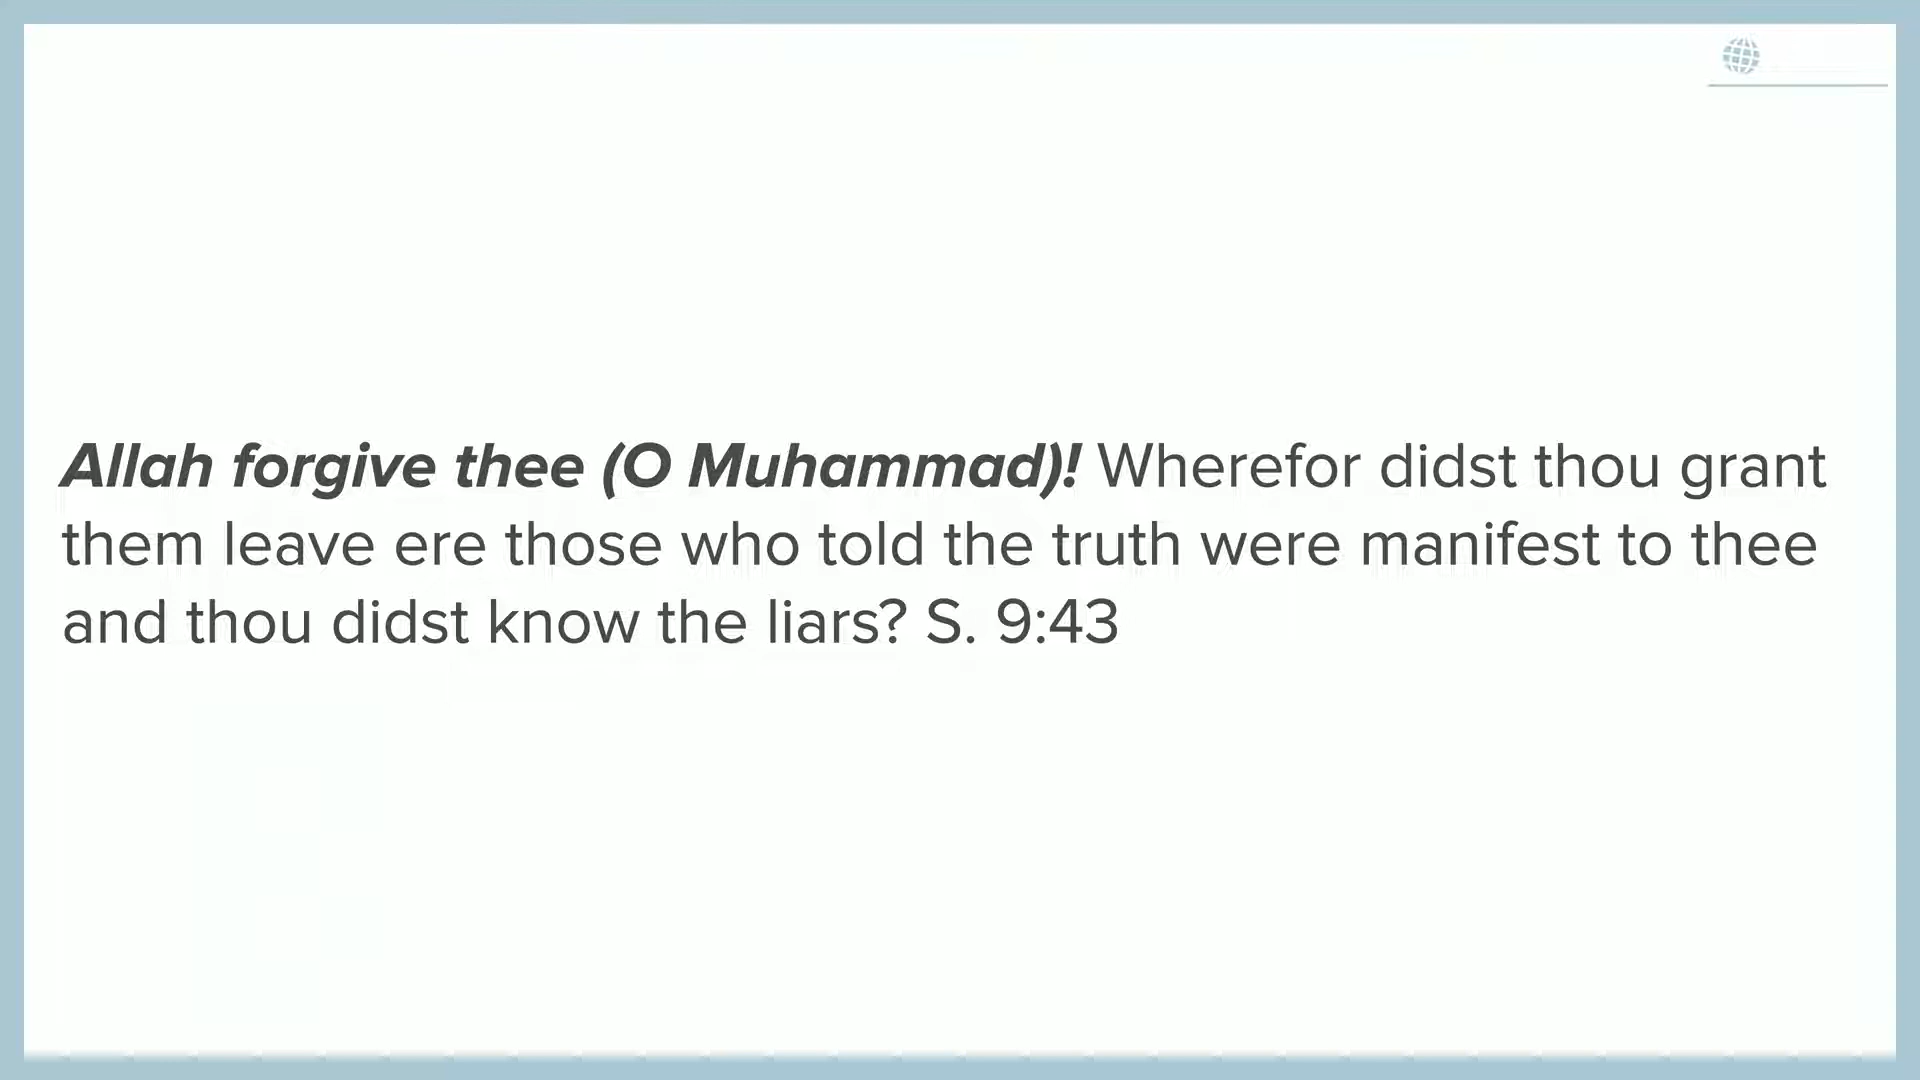 Allah forgive thee (O Muhammad)! Wherefor didst thou grant
them leave ere those who told the truth were manifest to thee
and thou didst know the liars? S. 9:43